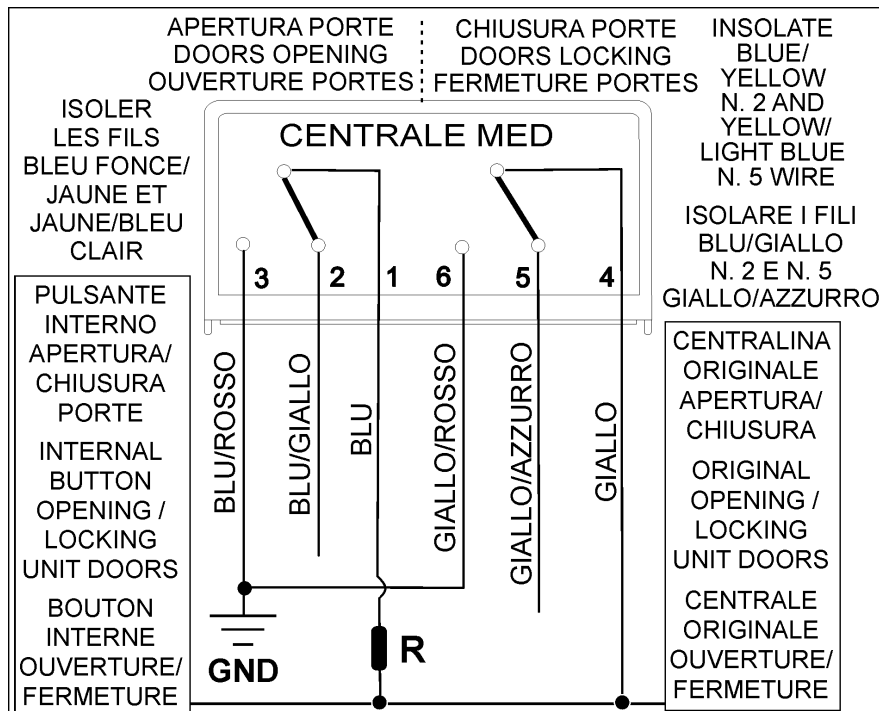 APERTURA PORTE
DOORS OPENING
OUVERTURE PORTES
CHIUSURA PORTE
DOORS LOCKING
FERMETURE PORTES
INSOLATE
BLUE/
YELLOW
N. 2 AND
YELLOW/
LIGHT BLUE
N. 5 WIRE
ISOLER
LES FILS
BLEU FONCE/
JAUNE ET
JAUNE/BLEU
CLAIR
CENTRALE MED
ISOLARE I FILI
BLU/GIALLO
N. 2 E N. 5
GIALLO/AZZURRO
3 2 1 6 5 4
PULSANTE
INTERNO
APERTURA/
CHIUSURA
PORTE
INTERNAL
BUTTON
OPENING /
LOCKING
UNIT DOORS
BOUTON
INTERNE
OUVERTURE/
FERMETURE
BLU/ROSSO
BLU/GIALLO
BLU
GIALLO/ROSSO
GIALLO/AZZURRO
GIALLO
GND
R
CENTRALINA
ORIGINALE
APERTURA/
CHIUSURA
ORIGINAL
OPENING /
LOCKING
UNIT DOORS
CENTRALE
ORIGINALE
OUVERTURE/
FERMETURE